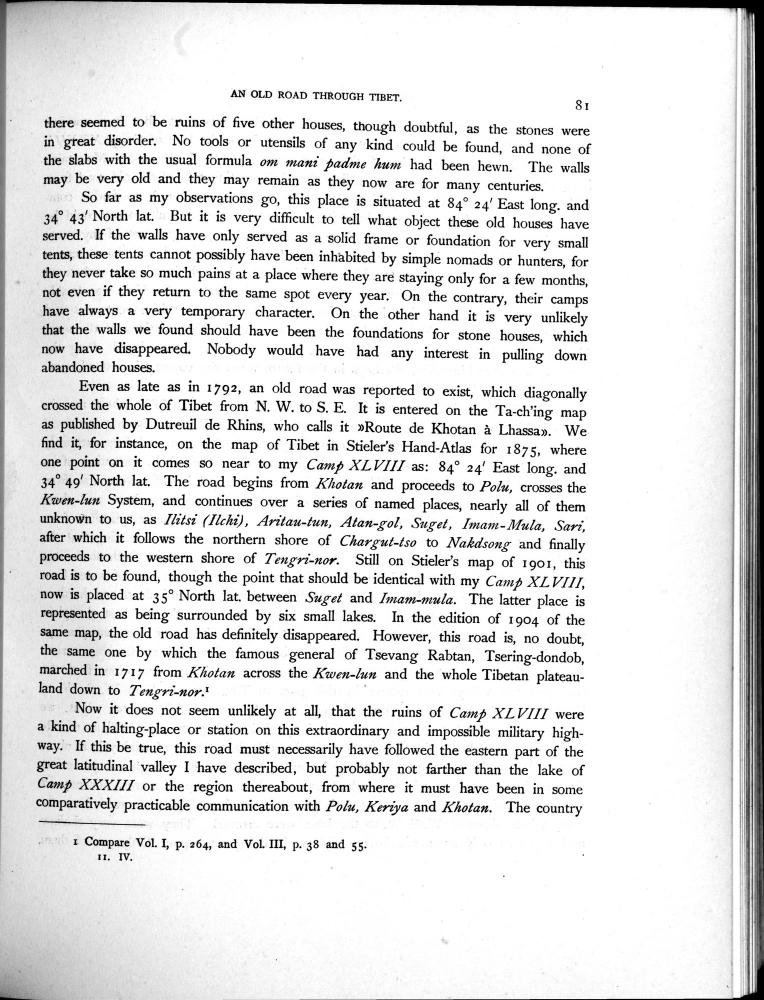 AN OLD ROAD THROUGH TIBET.
81
there seemed to be ruins of five other houses, though doubtful, as the stones were
in great disorder. No tools or utensils of any kind could be found, and none of
the slabs with the usual formula om mani padme hum had been hewn. The walls
may be very old and they may remain as they now are for many centuries.
So far as my observations go, this place is situated at 84° 24′ East long. and
34° 43′ North lat. But it is very difficult to tell what object these old houses have
served. If the walls have only served as a solid frame or foundation for very small
tents, these tents cannot possibly have been inhabited by simple nomads or hunters, for
they never take so much pains at a place where they are staying only for a few months,
not even if they return to the same spot every year. On the contrary, their camps
have always a very temporary character. On the other hand it is very unlikely
that the walls we found should have been the foundations for stone houses, which
now have disappeared. Nobody would have had any interest in pulling down
abandoned houses.
Even as late as in 1792, an old road was reported to exist, which diagonally
crossed the whole of Tibet from N. W. to S. E. It is entered on the Ta-ch'ing map
as published by Dutreuil de Rhins, who calls it »Route de Khotan à Lhassa». We
find it, for instance, on the map of Tibet in Stieler's Hand-Atlas for 1875, where
one point on it comes so near to my Camp XLVIII as: 84° 24′ East long. and
34° 49′ North lat. The road begins from Khotan and proceeds to Polu, crosses the
Kwen-lun System, and continues over a series of named places, nearly all of them
unknown to us, as Ilitsi (Ilchi), Aritau-tun, Atan-gol, Suget, Imam-Mula, Sari,
after which it follows the northern shore of Chargut-tso to Nakdsong and finally
proceeds to the western shore of Tengri-nor. Still on Stieler's map of 1901, this
road is to be found, though the point that should be identical with my Camp XLVIII,
now is placed at 35° North lat. between Suget and Imam-mula. The latter place is
represented as being surrounded by six small lakes. In the edition of 1904 of the
same map, the old road has definitely disappeared. However, this road is, no doubt,
the same one by which the famous general of Tsevang Rabtan, Tsering-dondob,
marched in 1717 from Khotan across the Kwen-lun and the whole Tibetan plateau-
land down to Tengri-nor.¹
Now it does not seem unlikely at all, that the ruins of Camp XLVIII were
a kind of halting-place or station on this extraordinary and impossible military high-
way. If this be true, this road must necessarily have followed the eastern part of the
great latitudinal valley I have described, but probably not farther than the lake of
Camp XXXIII or the region thereabout, from where it must have been in some
comparatively practicable communication with Polu, Keriya and Khotan. The country
1 Compare Vol. I, p. 264, and Vol. III, p. 38 and 55.
11. IV.